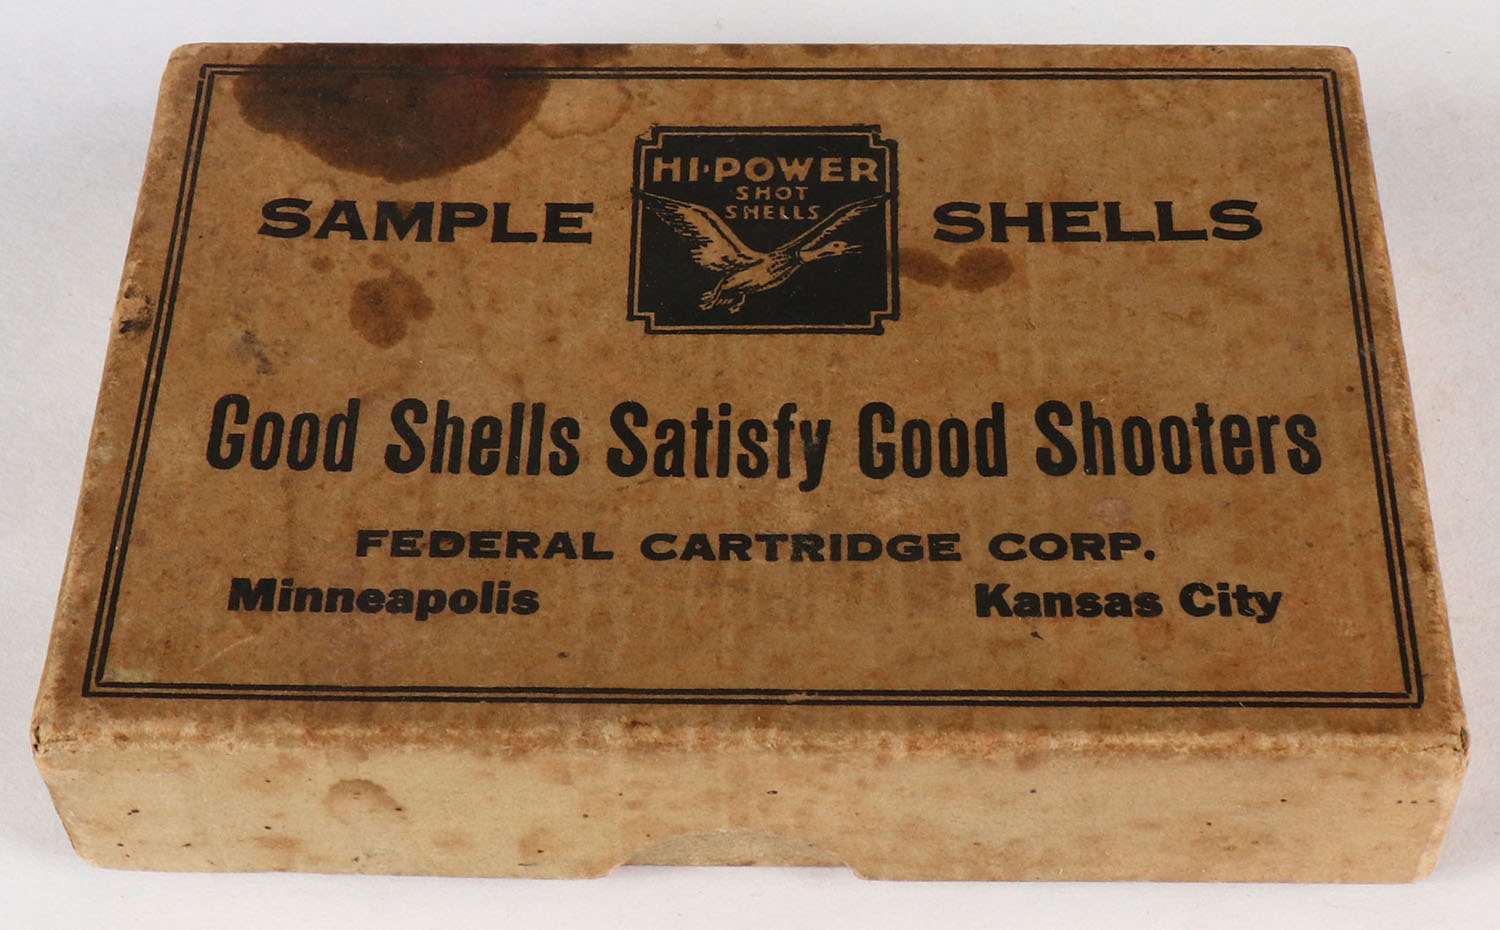 HI-POWER
SHOT
SHELLS
SAMPLE SHELLS
Good Shells Satisfy Good Shooters
FEDERAL CARTRIDGE CORP.
Minneapolis Kansas City